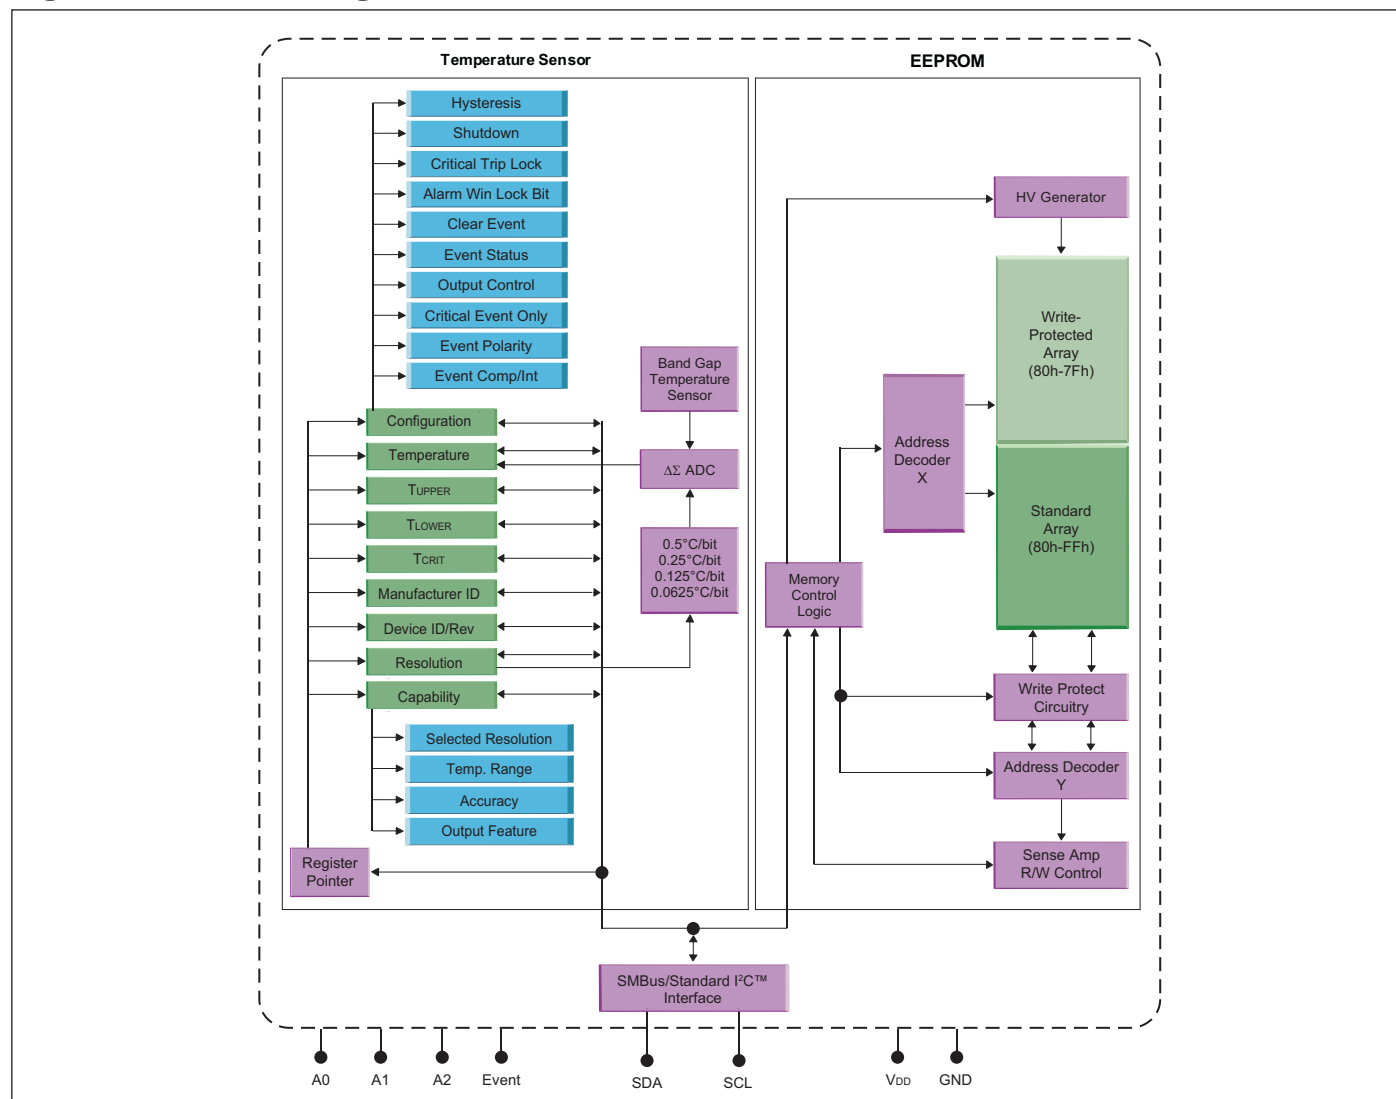 Temperature Sensor
EEPROM
Hysteresis
Shutdown
Critical Trip Lock
Alarm Win Lock Bit
Clear Event
Event Status
Output Control
Critical Event Only
Event Polarity
Event Comp/Int
Configuration
Temperature
TUPPER
TLOWER
TCRIT
Manufacturer ID
Device ID/Rev
Resolution
Capability
Selected Resolution
Temp. Range
Accuracy
Output Feature
Register
Pointer
Band Gap
Temperature
Sensor
ΔΣ ADC
0.5°C/bit
0.25°C/bit
0.125°C/bit
0.0625°C/bit
HV Generator
Write-
Protected
Array
(80h-7Fh)
Address
Decoder
X
Standard
Array
(80h-FFh)
Memory
Control
Logic
Write Protect
Circuitry
Address Decoder
Y
Sense Amp
R/W Control
SMBus/Standard I²C™
Interface
A0
A1
A2
Event
SDA
SCL
VDD
GND